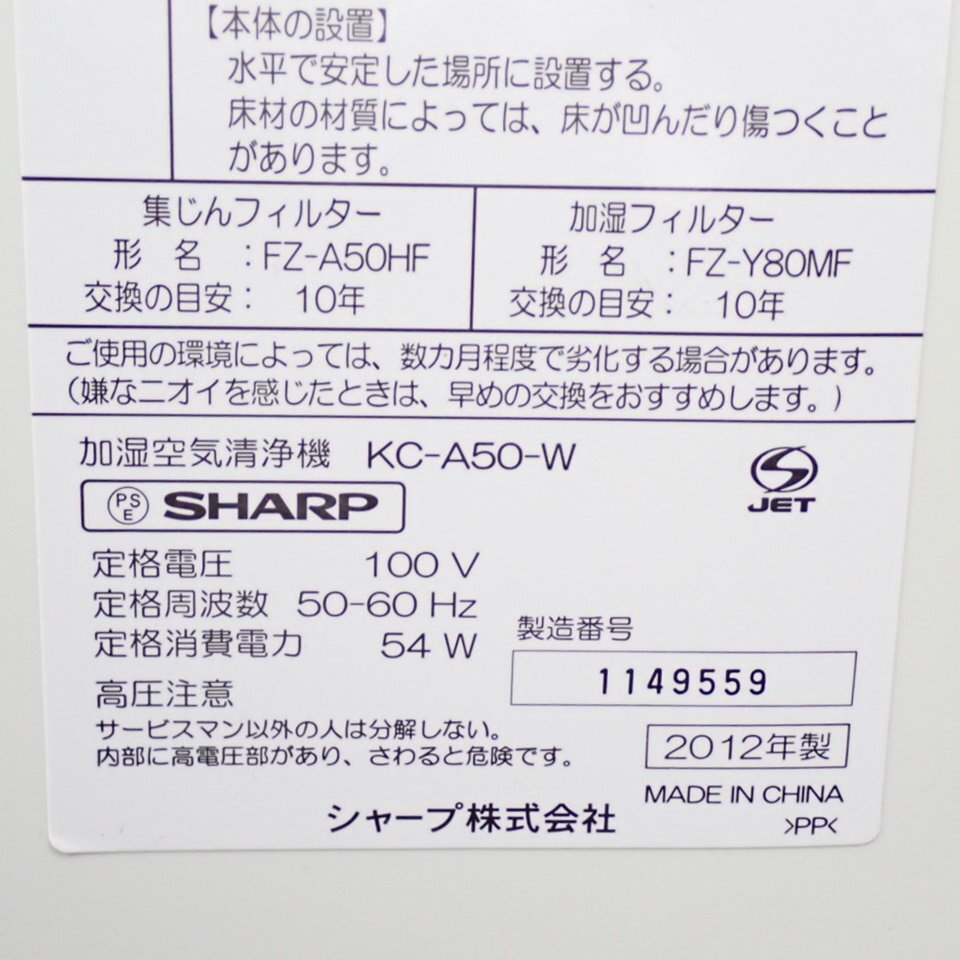 【本体の設置】
水平で安定した場所に設置する。
床材の材質によっては、床が凹んだり傷つくこと
があります。
集じんフィルター
形 名 :FZ-A50HF
交換の目安: 10年
加湿フィルター
形 名 :FZ-Y80MF
交換の目安: 10年
ご使用の環境によっては、数カ月程度で劣化する場合があります。
(嫌なニオイを感じたときは、早めの交換をおすすめします。)
加湿空気清浄機 KC-A50-W
JET
PSE SHARP
定格電圧 100 V
定格周波数 50-60 Hz
定格消費電力 54 W
製造番号
1149559
高圧注意
サービスマン以外の人は分解しない。
内部に高電圧部があり、さわると危険です。
2012年製
MADE IN CHINA
シャープ株式会社
>PP<